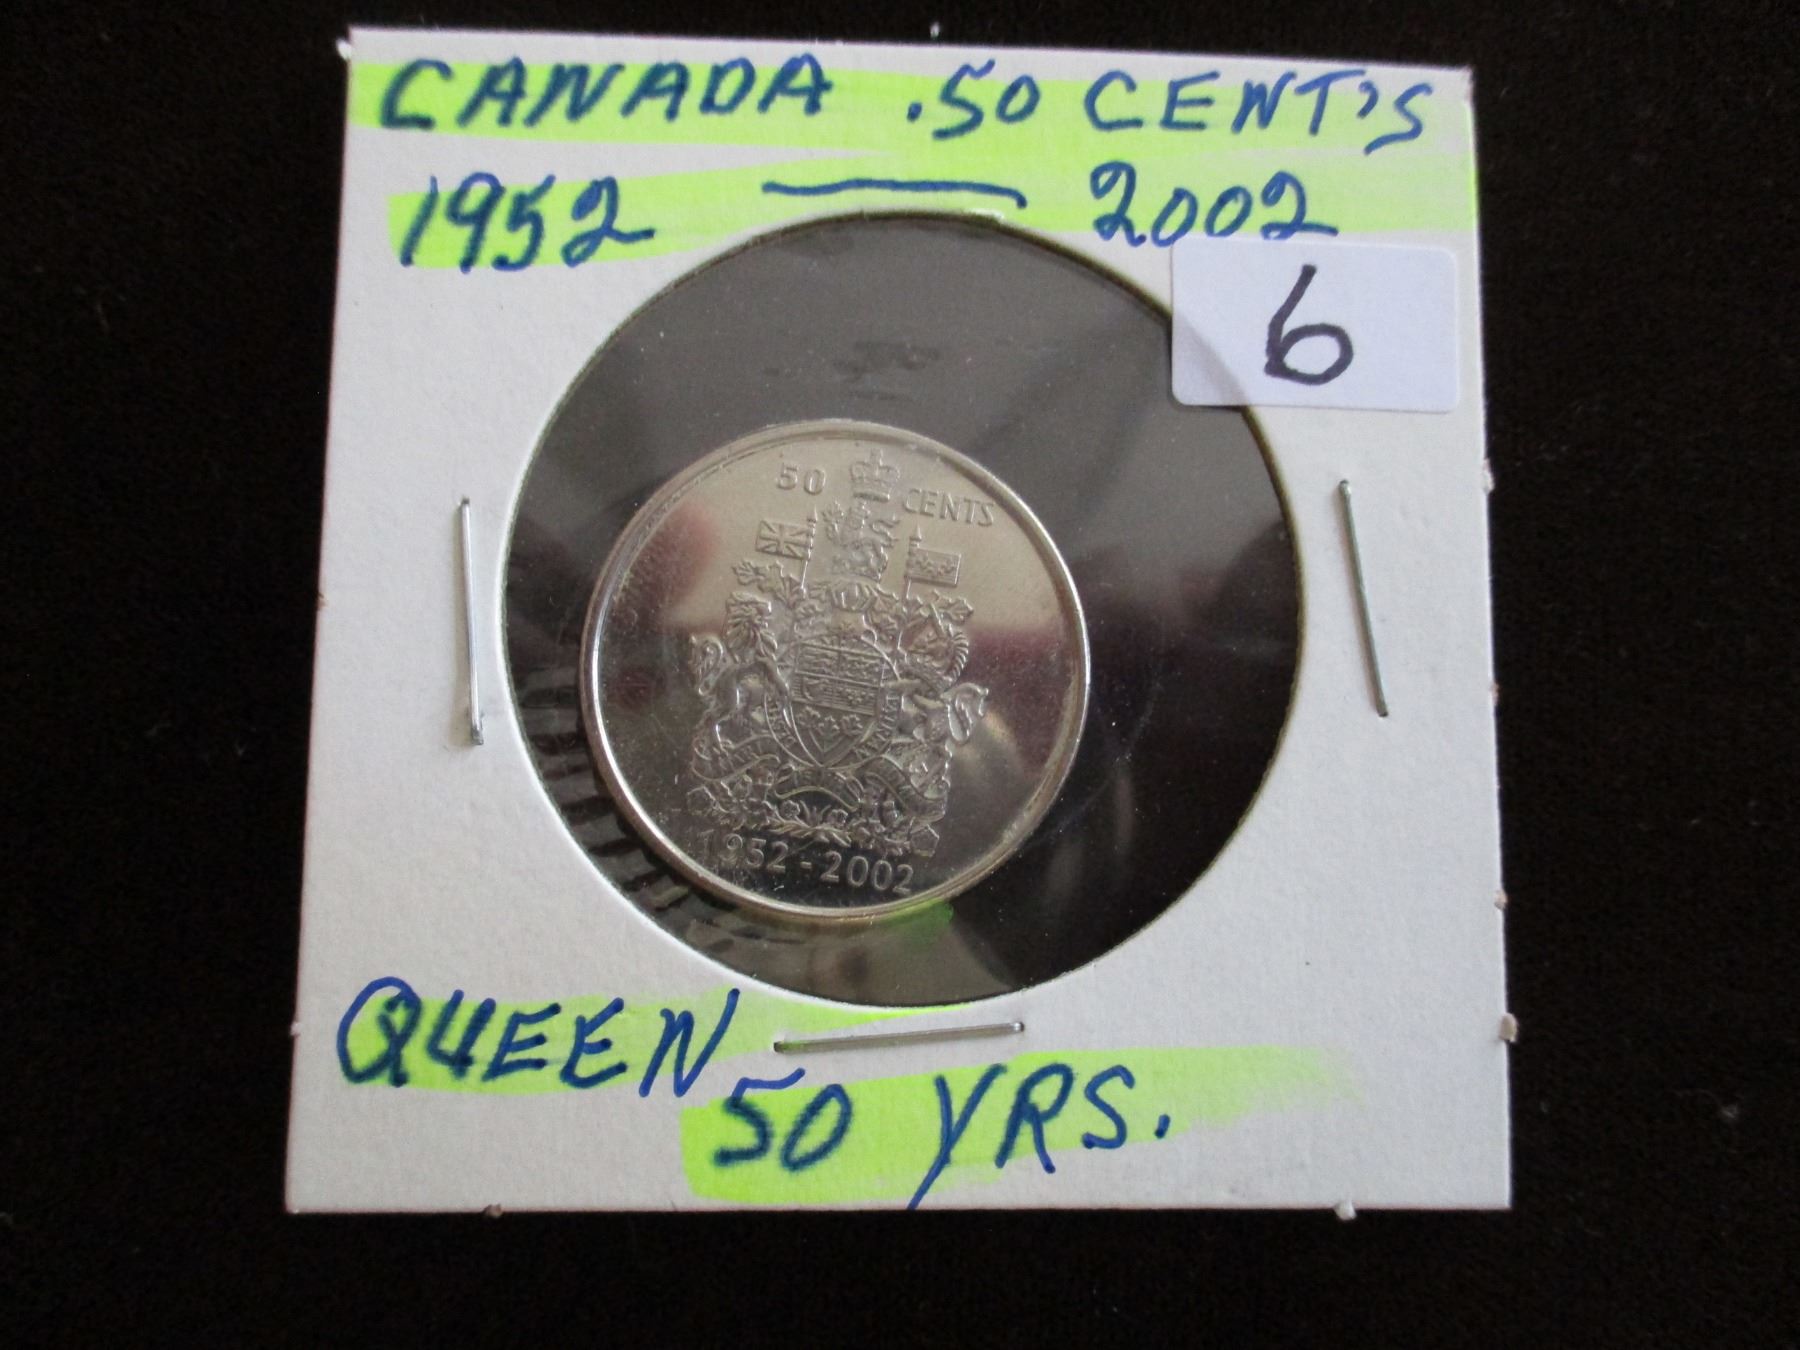 CANADA .50 CENT'S
1952 — 2002
6
50 CENTS
1952 - 2002
QUEEN
50 YRS.